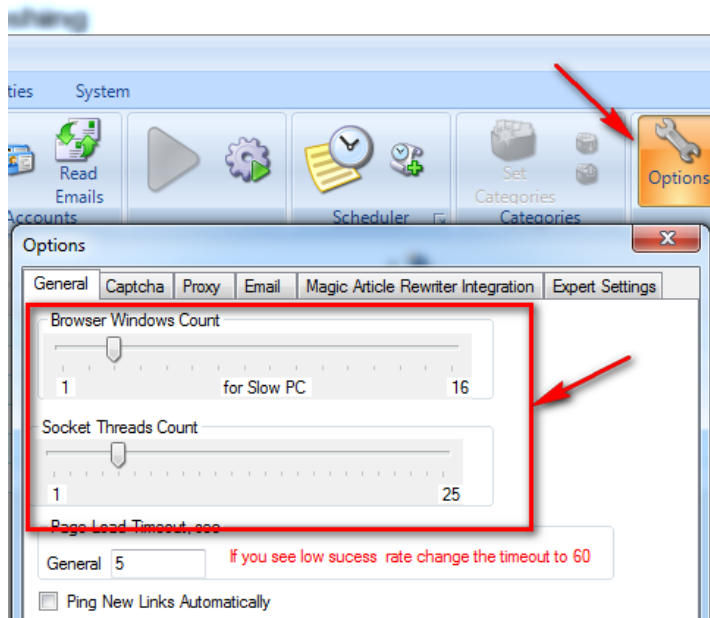 ties System
Read Emails
Accounts
Scheduler
Set Categories
Categories
Options
Options
General Captcha Proxy Email Magic Article Rewriter Integration Expert Settings
Browser Windows Count
1 for Slow PC 16
Socket Threads Count
1 25
Page Load Timeout, sec
General 5 If you see low sucess rate change the timeout to 60
Ping New Links Automatically